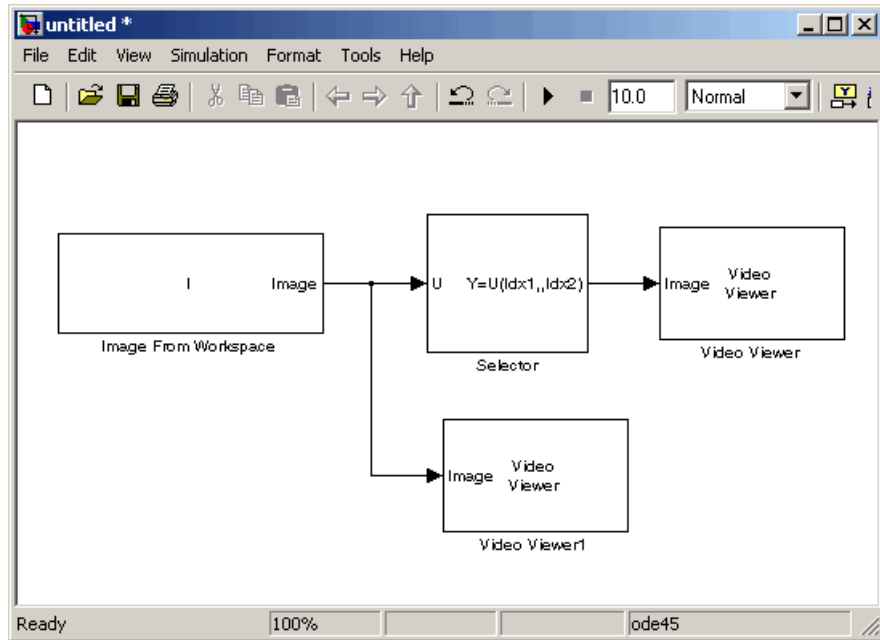 untitled *
File Edit View Simulation Format Tools Help
10.0 Normal
I Image
Image From Workspace
U Y=U(Idx1,,Idx2)
Selector
Image Video Viewer
Video Viewer
Image Video Viewer
Video Viewer1
Ready 100% ode45